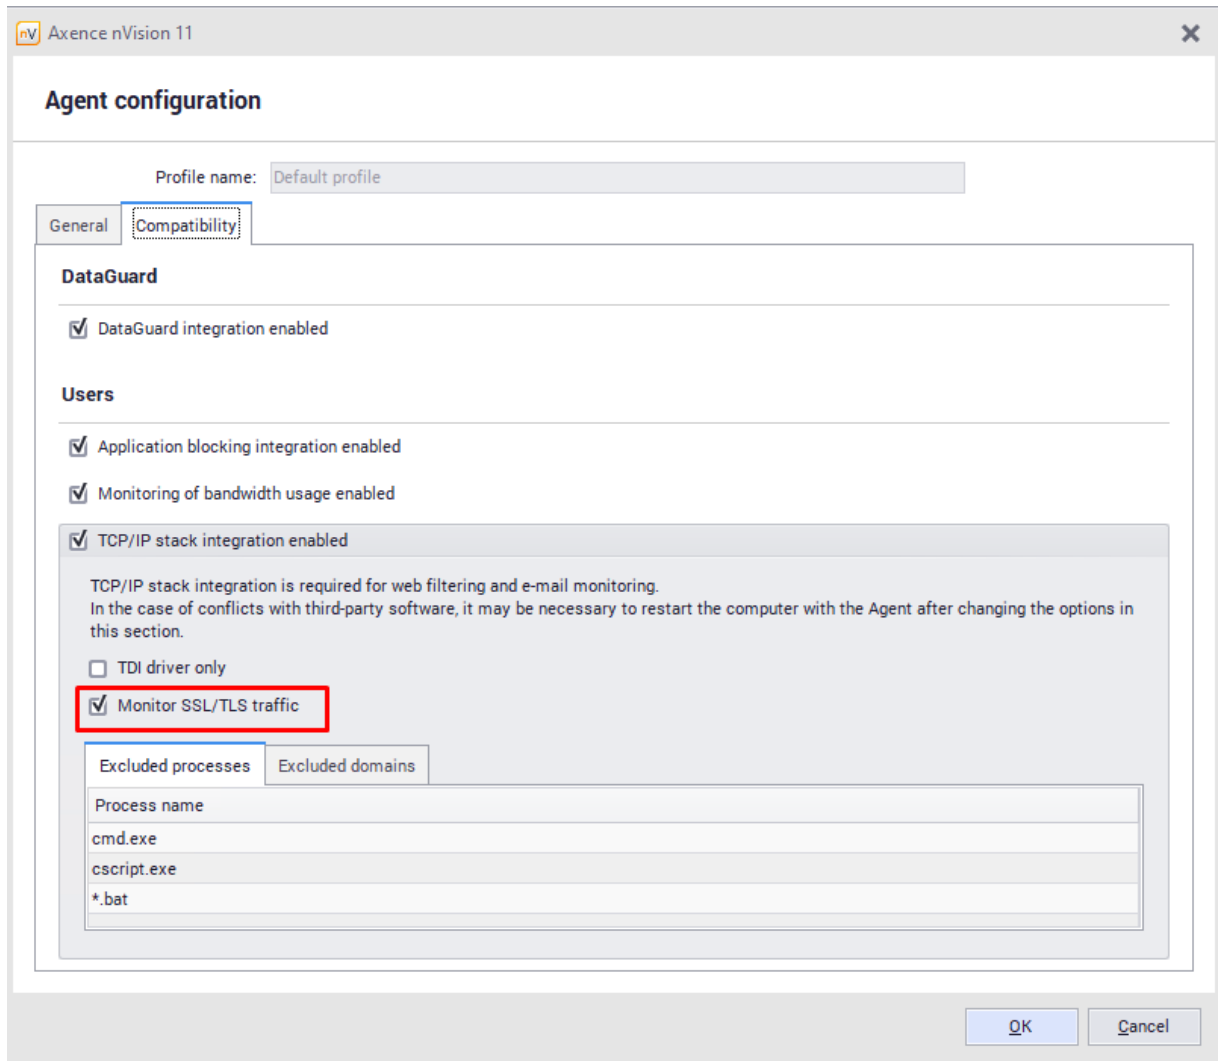 nV Axence nVision 11
Agent configuration
Profile name: Default profile
General Compatibility
DataGuard
DataGuard integration enabled
Users
Application blocking integration enabled
Monitoring of bandwidth usage enabled
TCP/IP stack integration enabled
TCP/IP stack integration is required for web filtering and e-mail monitoring.
In the case of conflicts with third-party software, it may be necessary to restart the computer with the Agent after changing the options in
this section.
TDI driver only
Monitor SSL/TLS traffic
Excluded processes Excluded domains
Process name
cmd.exe
cscript.exe
*.bat
OK Cancel